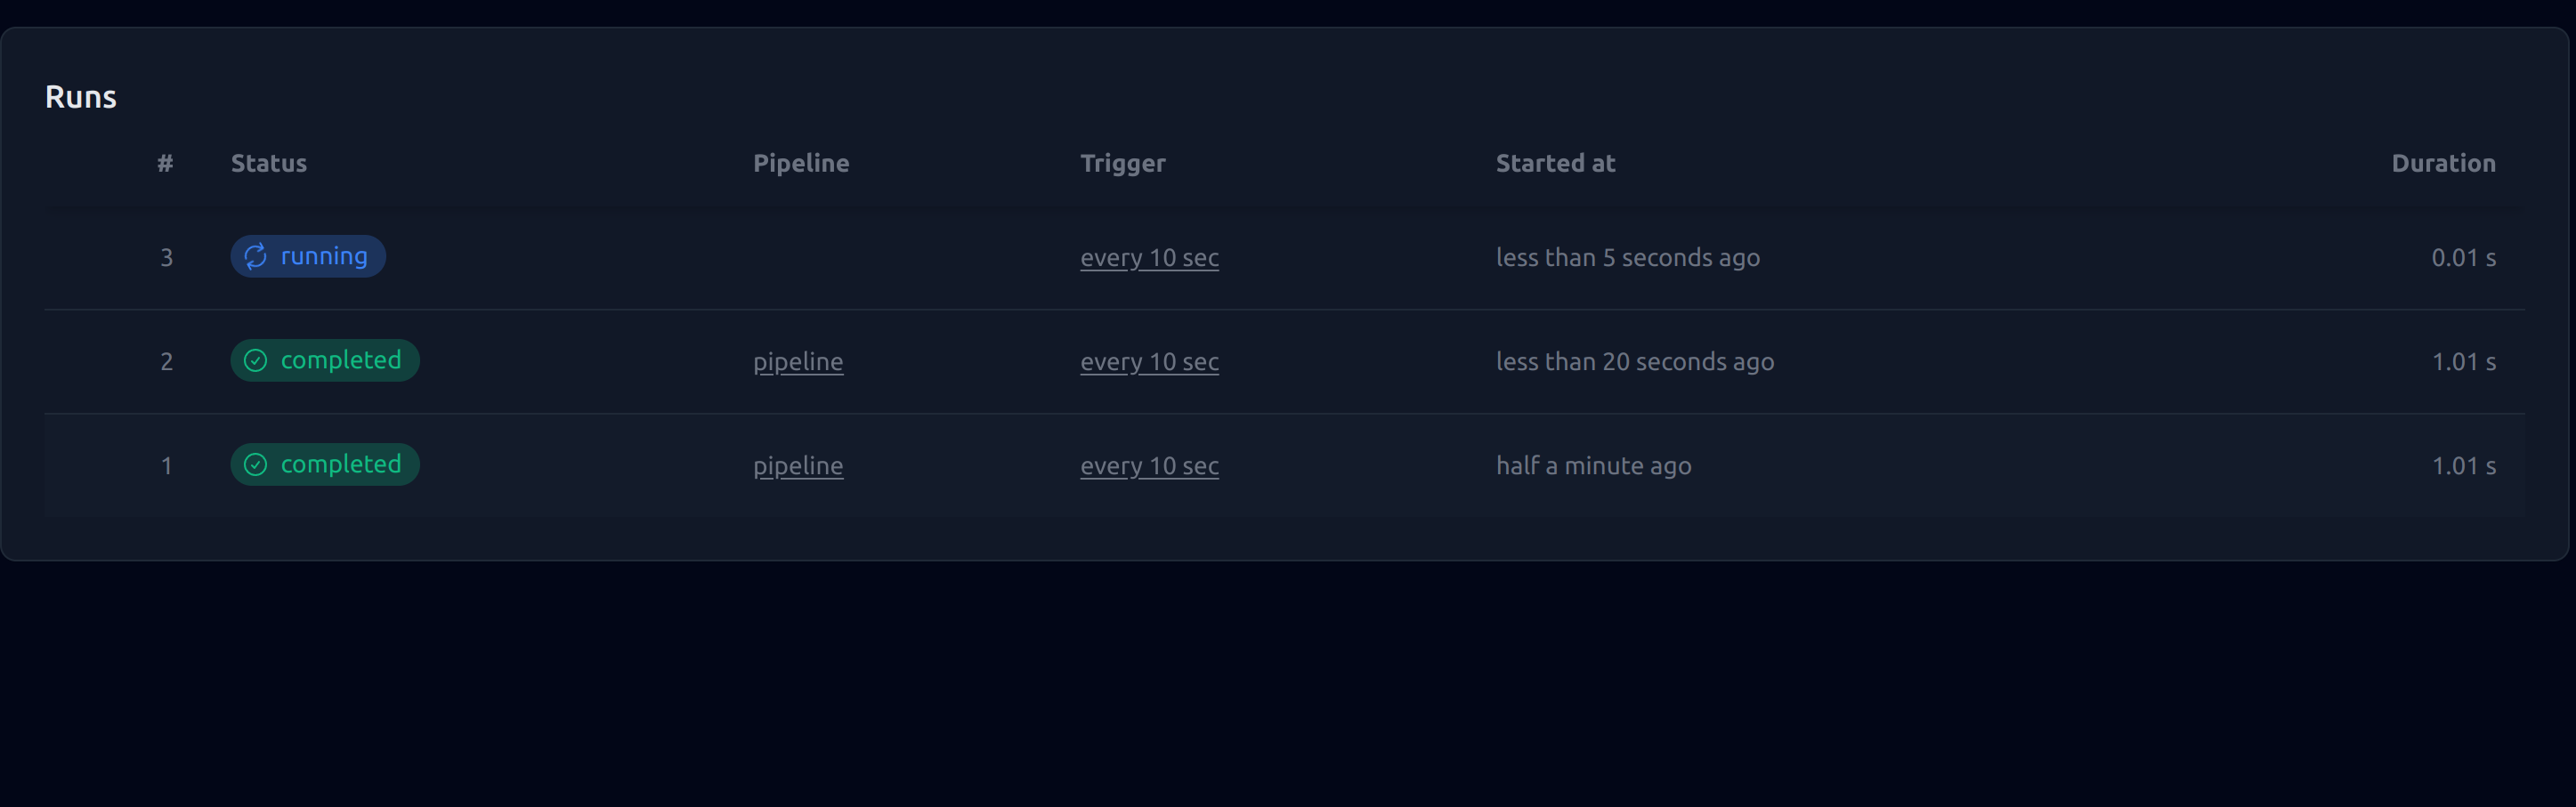 Runs
# Status Pipeline Trigger Started at Duration
3 running every 10 sec less than 5 seconds ago 0.01 s
2 completed pipeline every 10 sec less than 20 seconds ago 1.01 s
1 completed pipeline every 10 sec half a minute ago 1.01 s